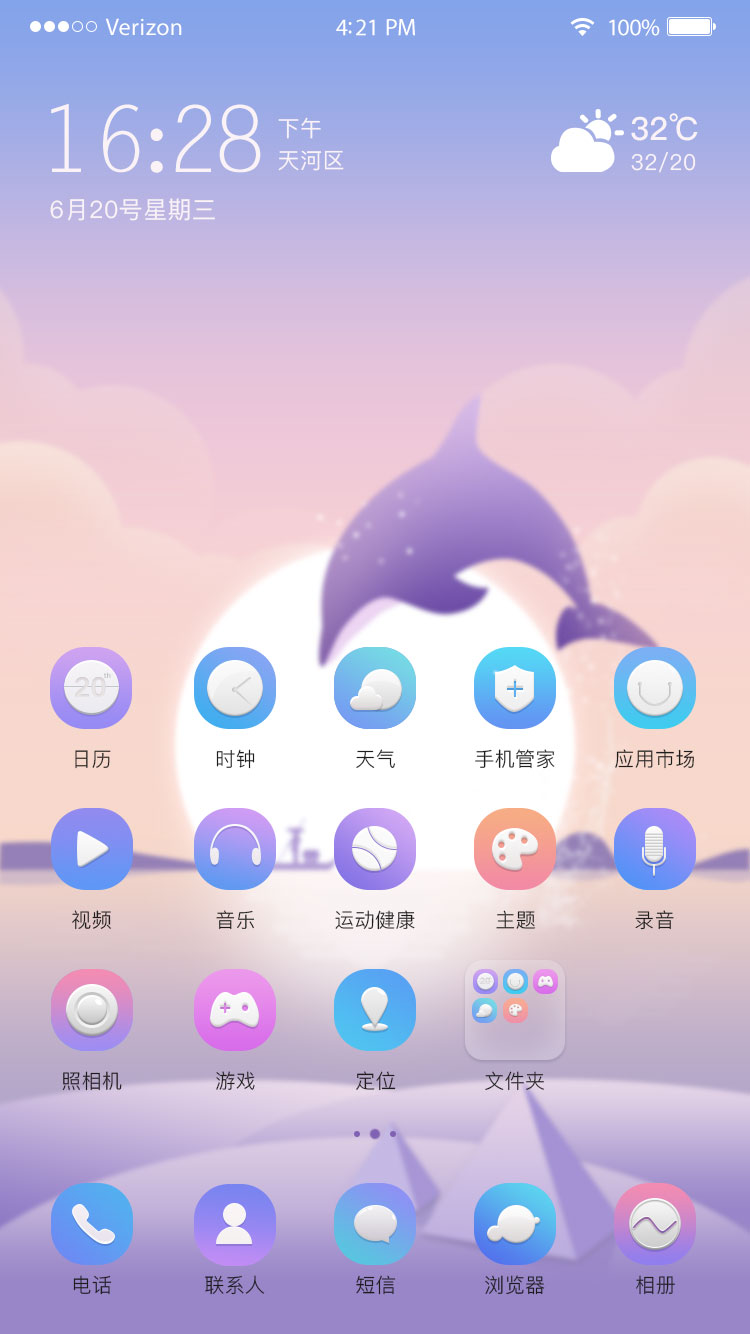 Verizon 4:21 PM 100%
16:28 下午
天河区
6月20号星期三
32℃
32/20
20th
日历 时钟 天气 手机管家 应用市场
视频 音乐 运动健康 主题 录音
照相机 游戏 定位 文件夹
电话 联系人 短信 浏览器 相册